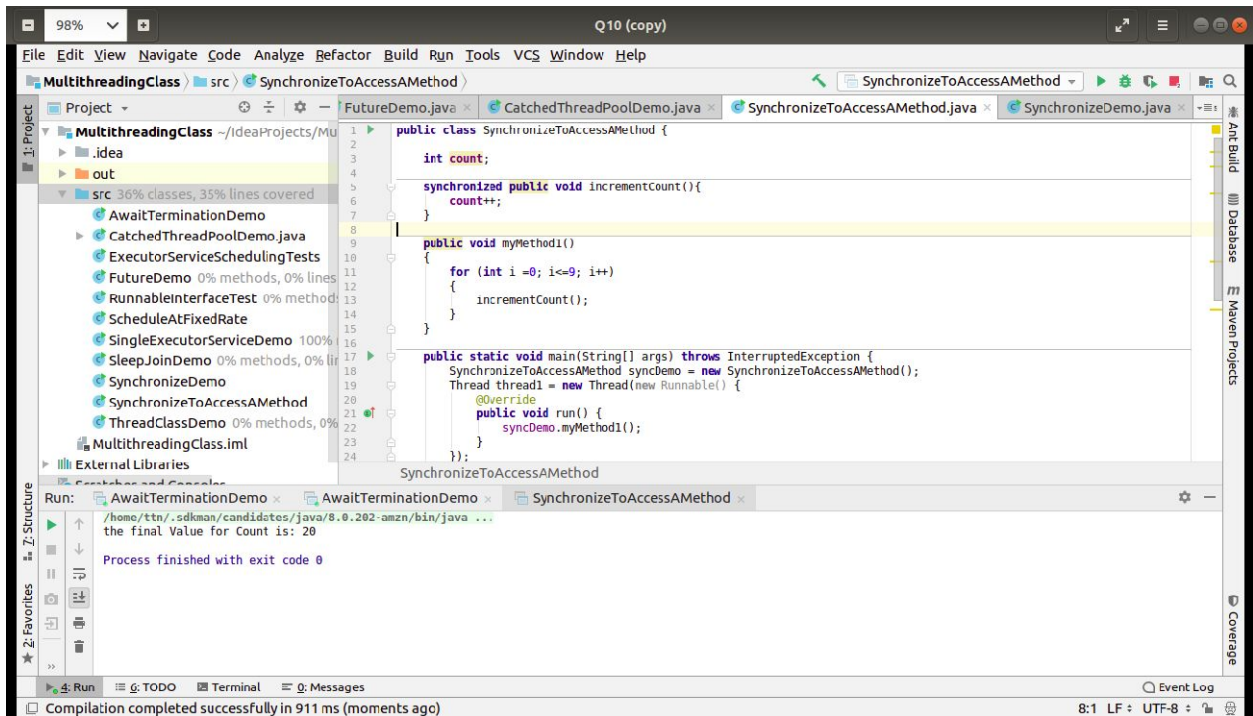 98%
Q10 (copy)
File Edit View Navigate Code Analyze Refactor Build Run Tools VCS Window Help
MultithreadingClass src SynchronizeToAccessAMethod
SynchronizeToAccessAMethod
Project
FutureDemo.java CatchedThreadPoolDemo.java SynchronizeToAccessAMethod.java SynchronizeDemo.java
1: Project
MultithreadingClass ~/IdeaProjects/Mu
.idea
out
src 36% classes, 35% lines covered
AwaitTerminationDemo
CatchedThreadPoolDemo.java
ExecutorServiceSchedulingTests
FutureDemo 0% methods, 0% lines
RunnableInterfaceTest 0% method
ScheduleAtFixedRate
SingleExecutorServiceDemo 100%
SleepJoinDemo 0% methods, 0% li
SynchronizeDemo
SynchronizeToAccessAMethod
ThreadClassDemo 0% methods, 0%
MultithreadingClass.iml
External Libraries
Scratches and Consoles
1 public class SynchronizeToAccessAMethod {
2
3 int count;
4
5 synchronized public void incrementCount(){
6 count++;
7 }
8
9 public void myMethod1()
10 {
11 for (int i =0; i<=9; i++)
12 {
13 incrementCount();
14 }
15 }
16
17 public static void main(String[] args) throws InterruptedException {
18 SynchronizeToAccessAMethod syncDemo = new SynchronizeToAccessAMethod();
19 Thread thread1 = new Thread(new Runnable() {
20 @Override
21 public void run() {
22 syncDemo.myMethod1();
23 }
24 });
SynchronizeToAccessAMethod
Ant Build
Database
Maven Projects
Run: AwaitTerminationDemo AwaitTerminationDemo SynchronizeToAccessAMethod
/home/ttn/.sdkman/candidates/java/8.0.202-amzn/bin/java ...
the final Value for Count is: 20
Process finished with exit code 0
Z: Structure
2: Favorites
Coverage
4: Run 6: TODO Terminal 0: Messages
Event Log
Compilation completed successfully in 911 ms (moments ago)
8:1 LF UTF-8